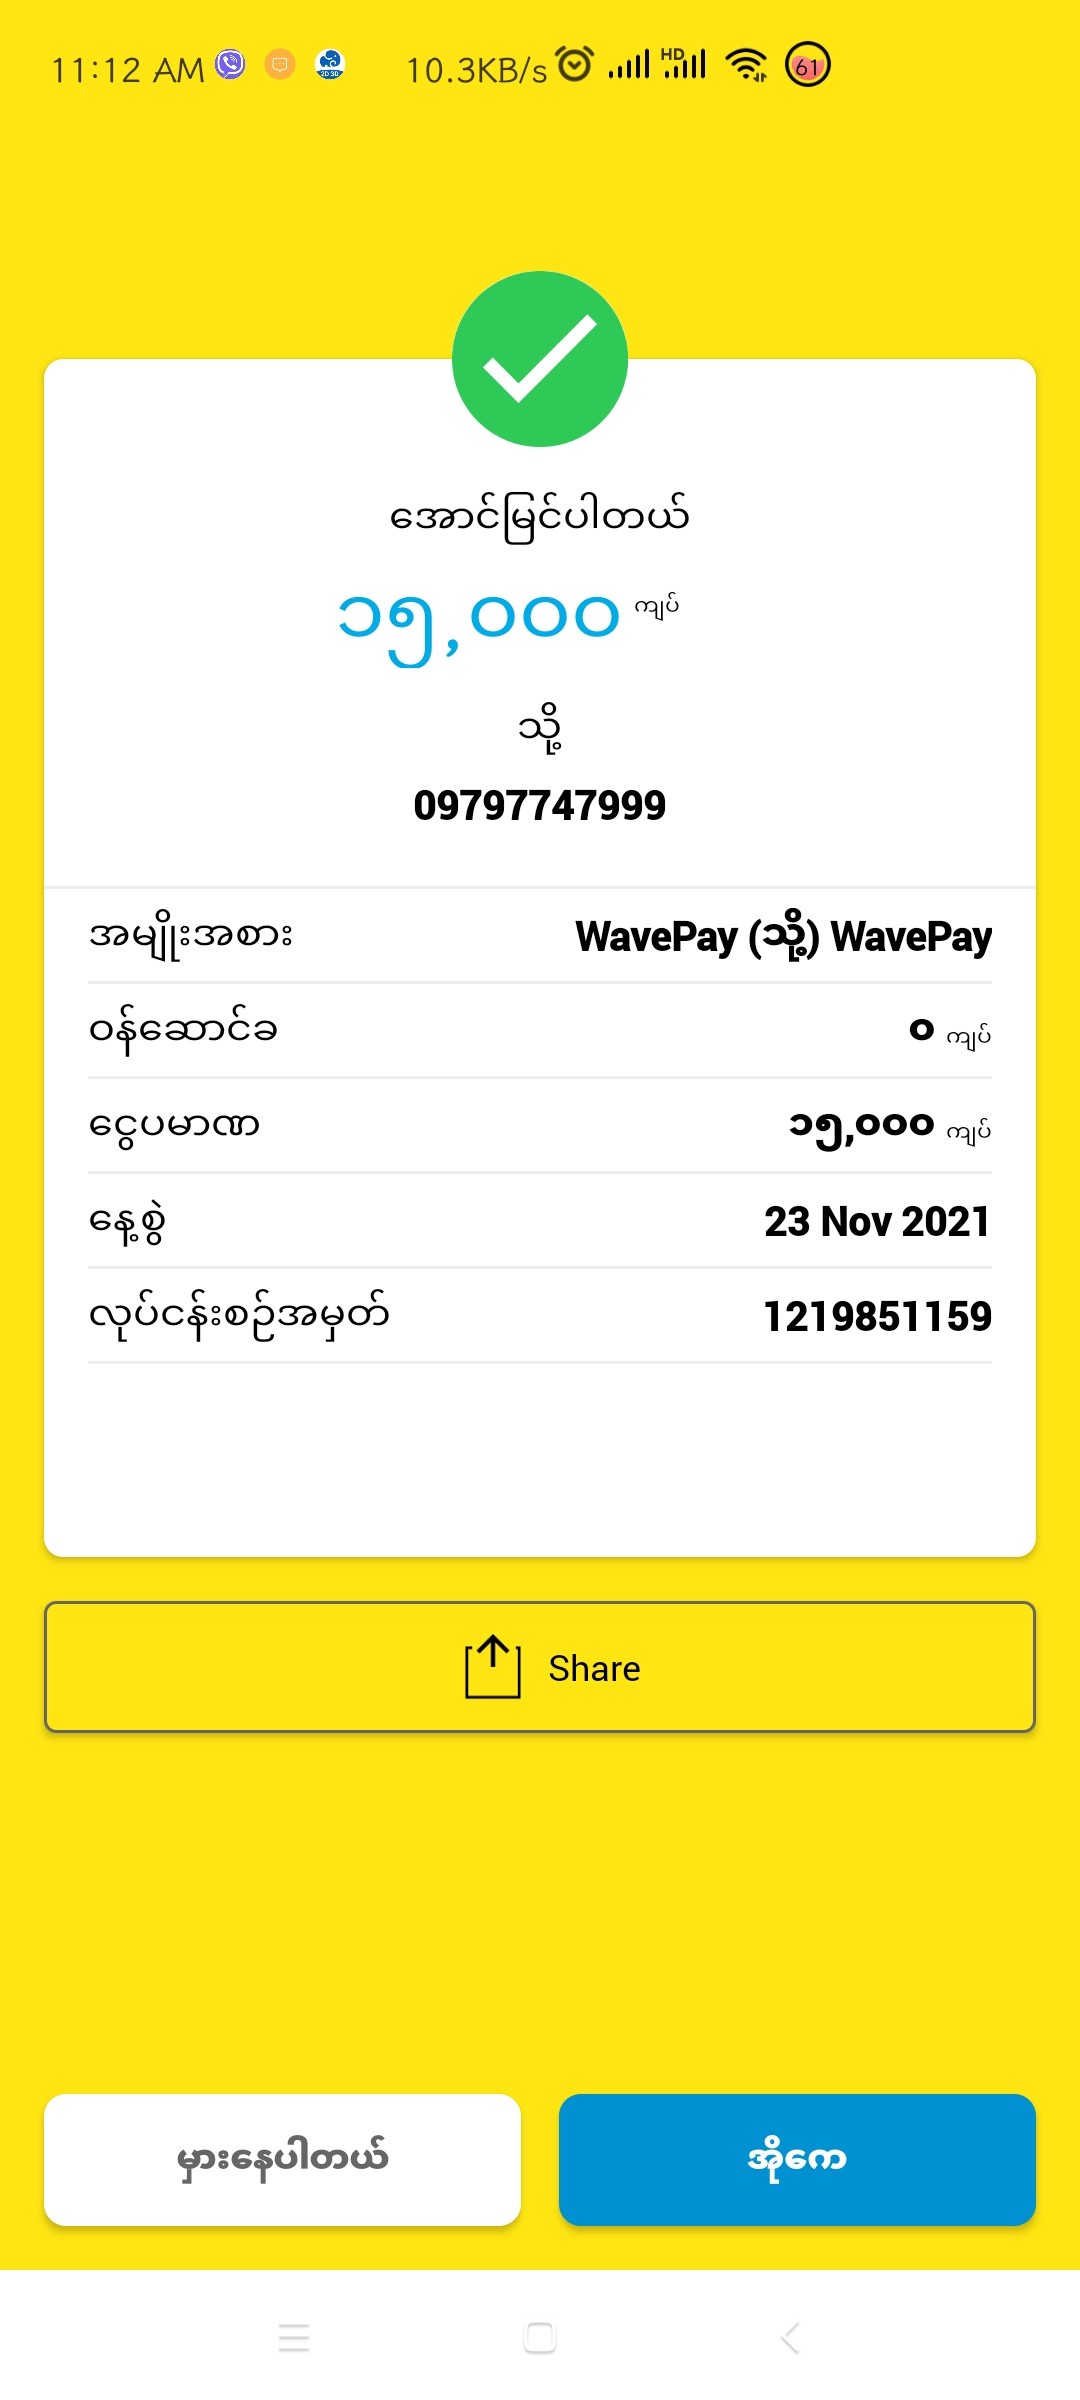 11:12 AM 10.3KB/s HD 61
အောင်မြင်ပါတယ်
၁၅,၀၀၀ ကျပ်
သို့
09797747999
အမျိုးအစား WavePay (သို့) WavePay
ဝန်ဆောင်ခ ၀ ကျပ်
ငွေပမာဏ ၁၅,၀၀၀ ကျပ်
နေ့စွဲ 23 Nov 2021
လုပ်ငန်းစဉ်အမှတ် 1219851159
Share
မှားနေပါတယ် အိုကေ